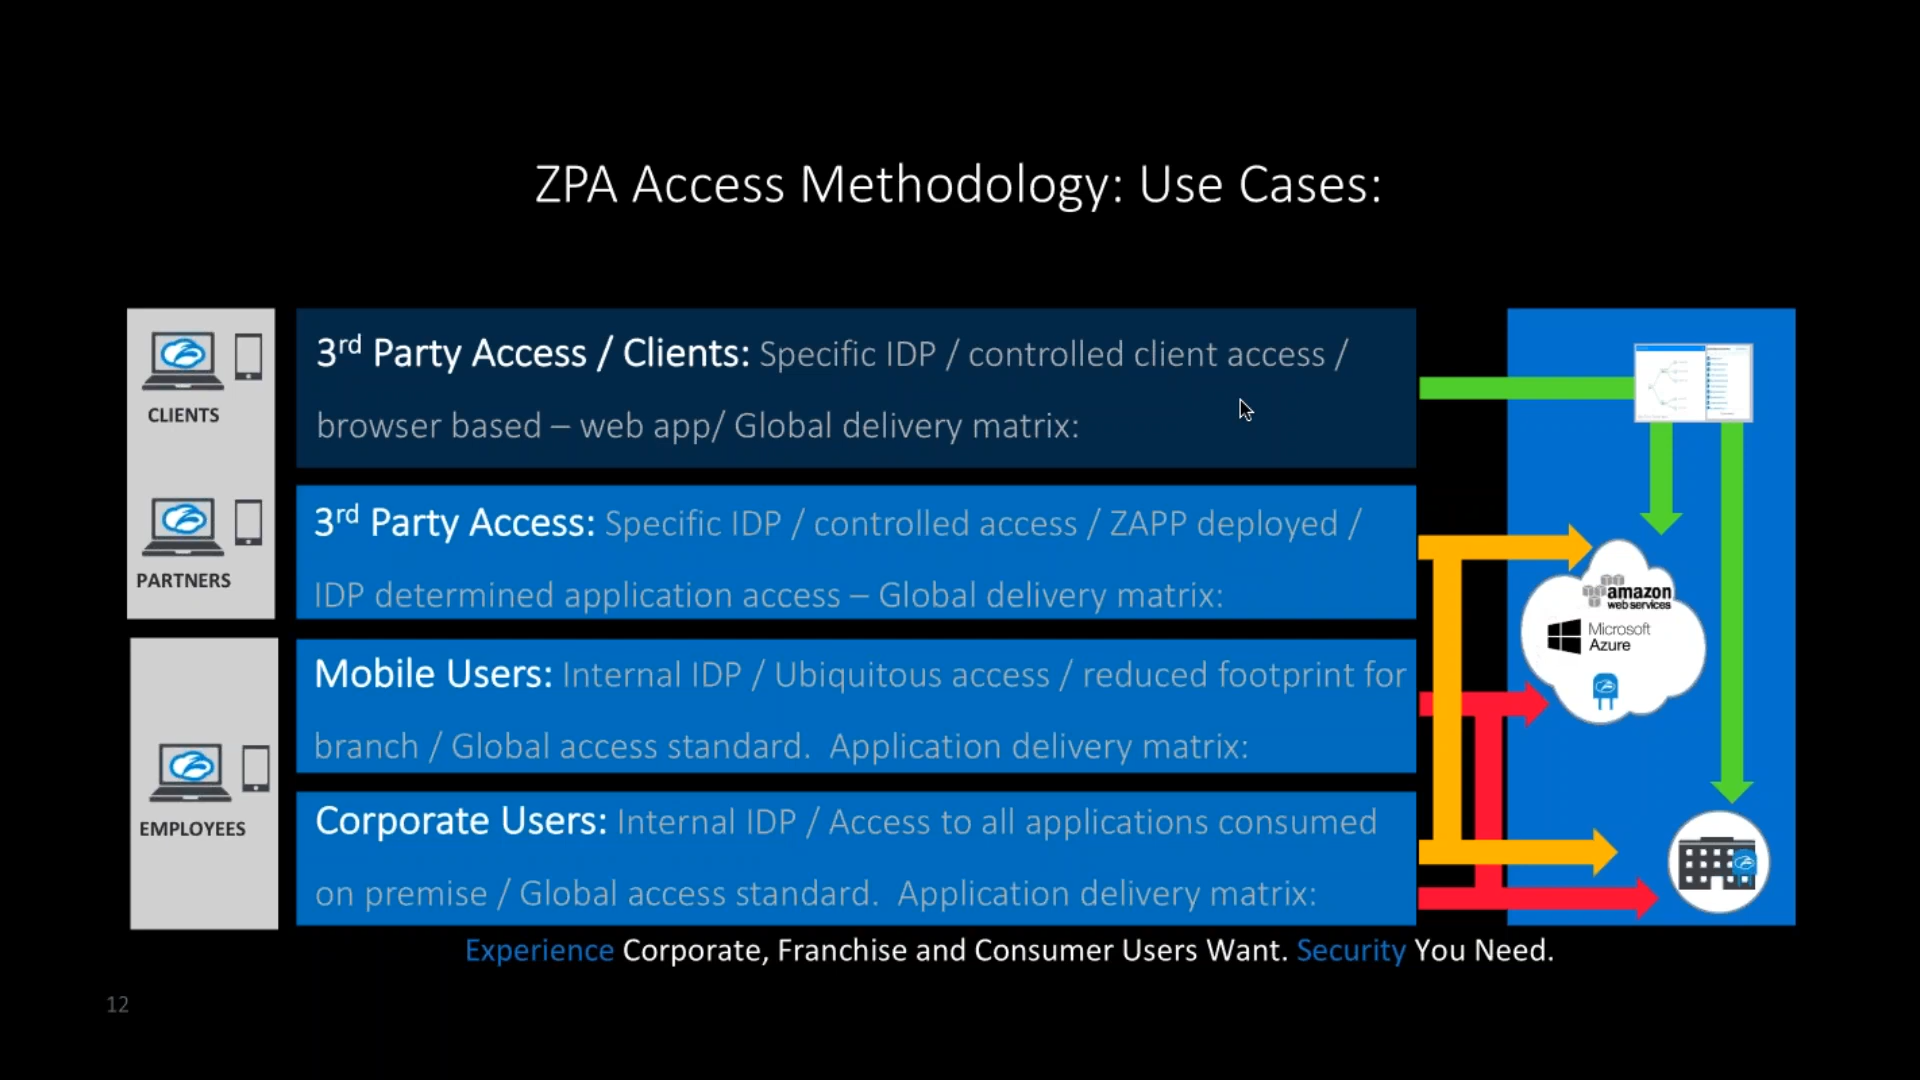 ZPA Access Methodology: Use Cases:
CLIENTS
3rd Party Access / Clients: Specific IDP / controlled client access /
browser based – web app/ Global delivery matrix:
PARTNERS
3rd Party Access: Specific IDP / controlled access / ZAPP deployed /
IDP determined application access – Global delivery matrix:
EMPLOYEES
Mobile Users: Internal IDP / Ubiquitous access / reduced footprint for
branch / Global access standard. Application delivery matrix:
Corporate Users: Internal IDP / Access to all applications consumed
on premise / Global access standard. Application delivery matrix:
amazon
web services
Microsoft
Azure
Experience Corporate, Franchise and Consumer Users Want. Security You Need.
12